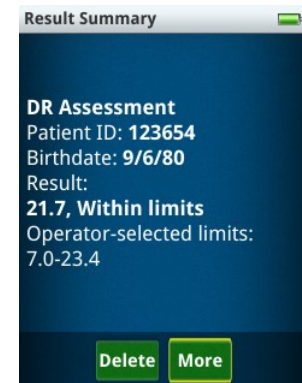 Result Summary
DR Assessment
Patient ID: 123654
Birthdate: 9/6/80
Result:
21.7, Within limits
Operator-selected limits:
7.0-23.4
Delete More